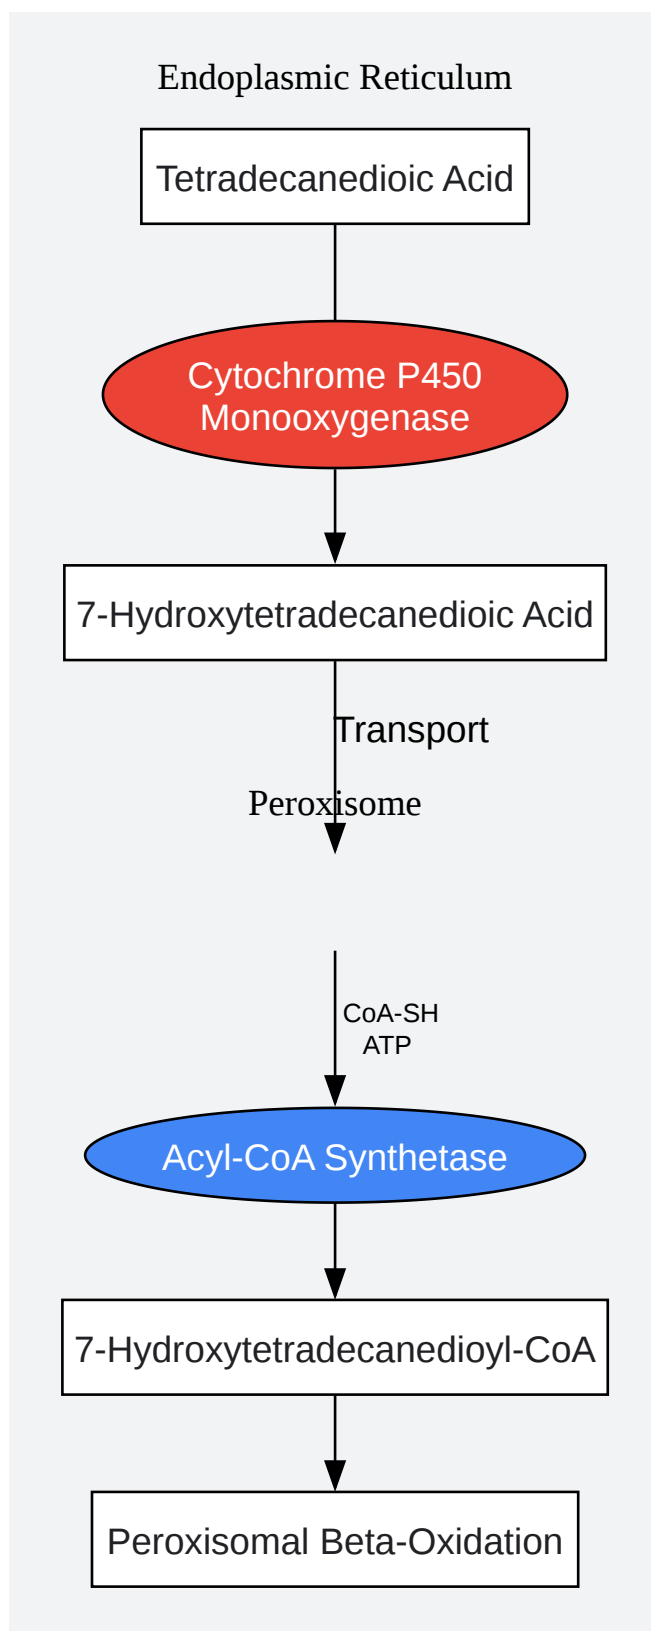 Endoplasmic Reticulum
Tetradecanedioic Acid
Cytochrome P450
Monooxygenase
7-Hydroxytetradecanedioic Acid
Transport
Peroxisome
CoA-SH
ATP
Acyl-CoA Synthetase
7-Hydroxytetradecanedioyl-CoA
Peroxisomal Beta-Oxidation